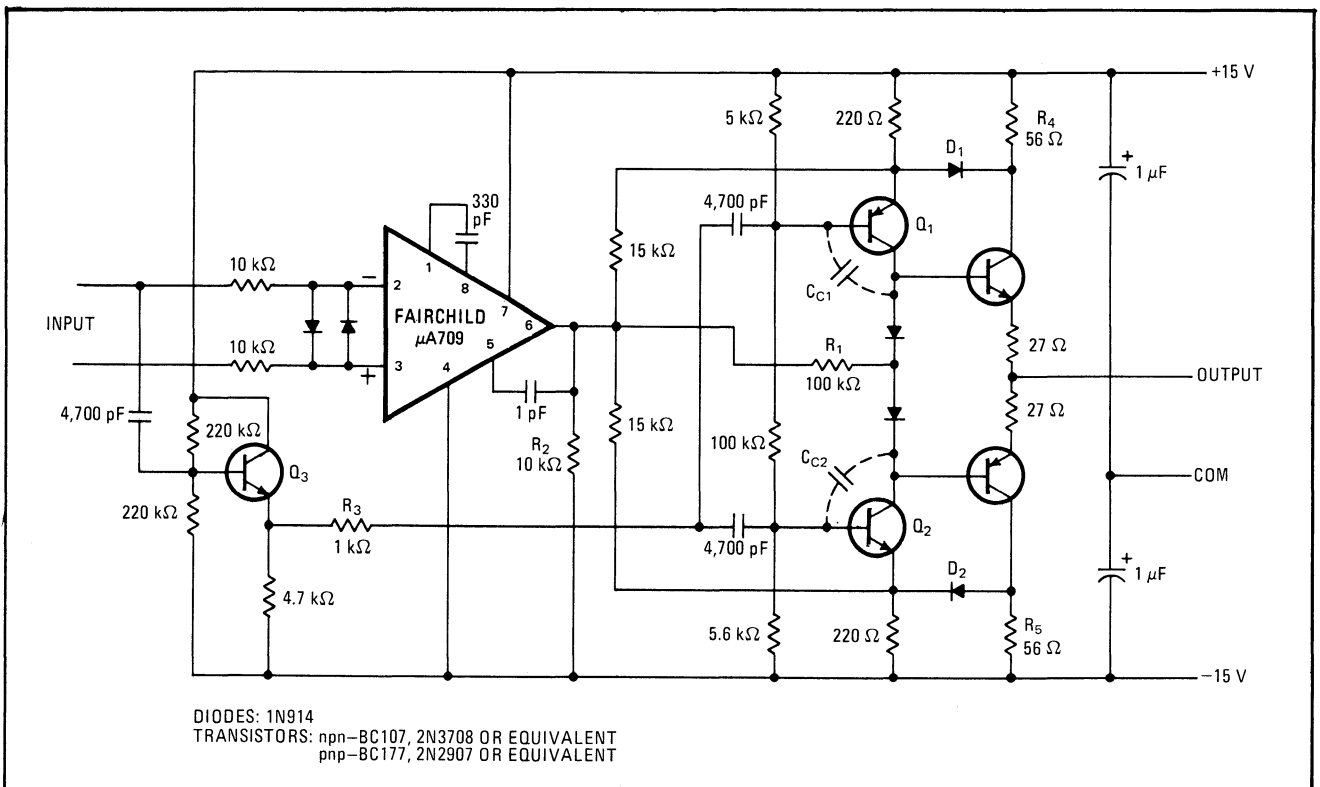 +15 V
5 kΩ
220 Ω
R4
56 Ω
D1
+
1 μF
330
pF
4,700 pF
Q1
1
8
15 kΩ
10 kΩ
−
2
7
CC1
INPUT
FAIRCHILD
μA709
6
27 Ω
R1
100 kΩ
OUTPUT
10 kΩ
+
3
4
5
27 Ω
4,700 pF
1 pF
15 kΩ
220 kΩ
R2
10 kΩ
100 kΩ
CC2
Q3
COM
220 kΩ
R3
1 kΩ
4,700 pF
Q2
D2
+
1 μF
4.7 kΩ
5.6 kΩ
220 Ω
R5
56 Ω
−15 V
DIODES: 1N914
TRANSISTORS: npn–BC107, 2N3708 OR EQUIVALENT
pnp–BC177, 2N2907 OR EQUIVALENT